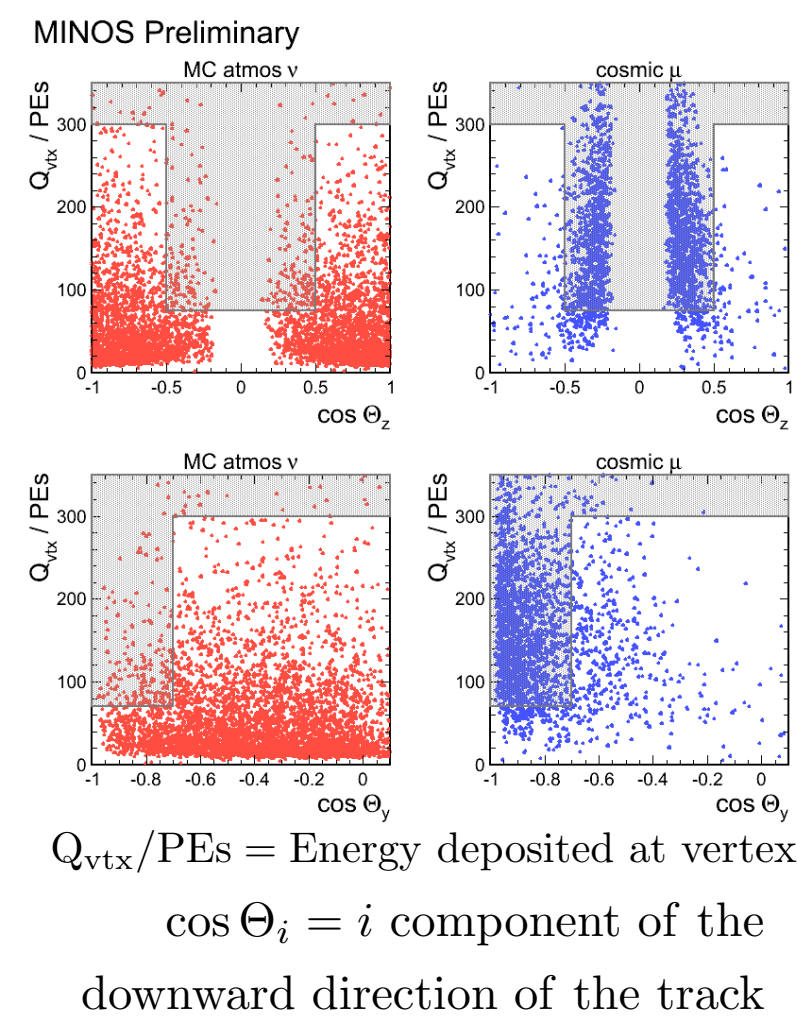 MINOS Preliminary
MC atmos ν
Q_vtx / PEs
300
200
100
0
-1 -0.5 0 0.5 1
cos Θ_z
cosmic μ
Q_vtx / PEs
300
200
100
0
-1 -0.5 0 0.5 1
cos Θ_z
MC atmos ν
Q_vtx / PEs
300
200
100
0
-1 -0.8 -0.6 -0.4 -0.2 0
cos Θ_y
cosmic μ
Q_vtx / PEs
300
200
100
0
-1 -0.8 -0.6 -0.4 -0.2 0
cos Θ_y
Q_vtx/PEs = Energy deposited at vertex
cos Θ_i = i component of the
downward direction of the track